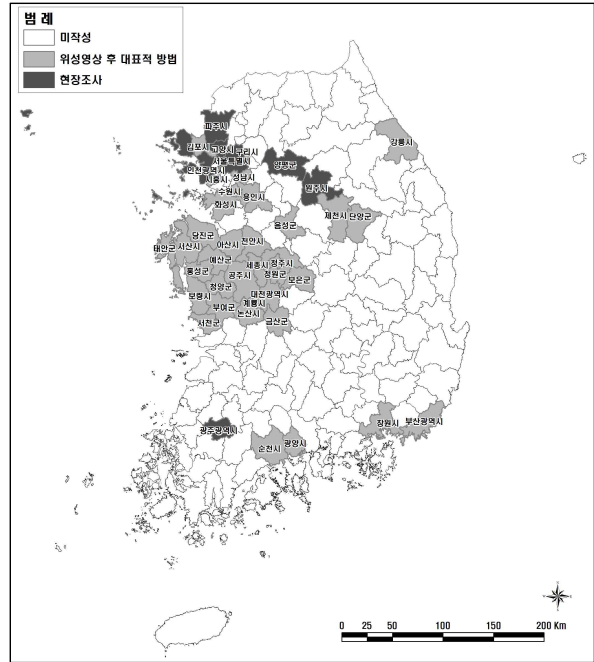 범 례
미작성
위성영상 후 대표적 방법
현장조사
파주시
강릉시
김포시
고양시
구리시
서울특별시
양평군
인천광역시
성남시
시흥시
원주시
수원시
용인시
화성시
제천시
단양군
음성군
당진군
천안시
아산시
태안군
서산시
예산군
세종시
청주시
홍성군
공주시
청원군
보은군
청양군
보령시
대전광역시
부여군
계룡시
논산시
서천군
금산군
창원시
부산광역시
광주광역시
순천시
광양시
0 25 50 100 150 200 Km